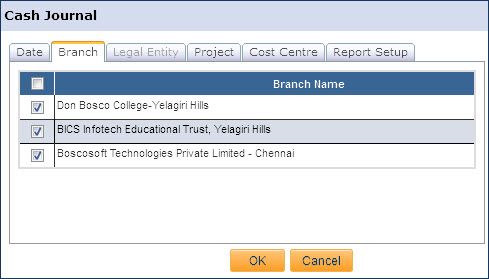 Cash Journal
Date Branch Legal Entity Project Cost Centre Report Setup
Branch Name
Don Bosco College-Yelagiri Hills
BICS Infotech Educational Trust, Yelagiri Hills
Boscosoft Technologies Private Limited - Chennai
OK Cancel